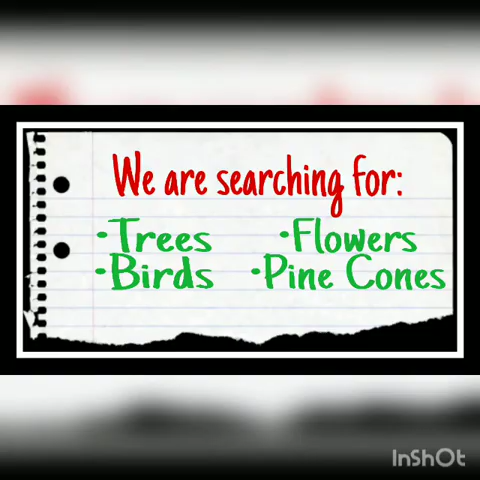 We are searching for:
·Trees ·Flowers
·Birds ·Pine Cones
InShOt